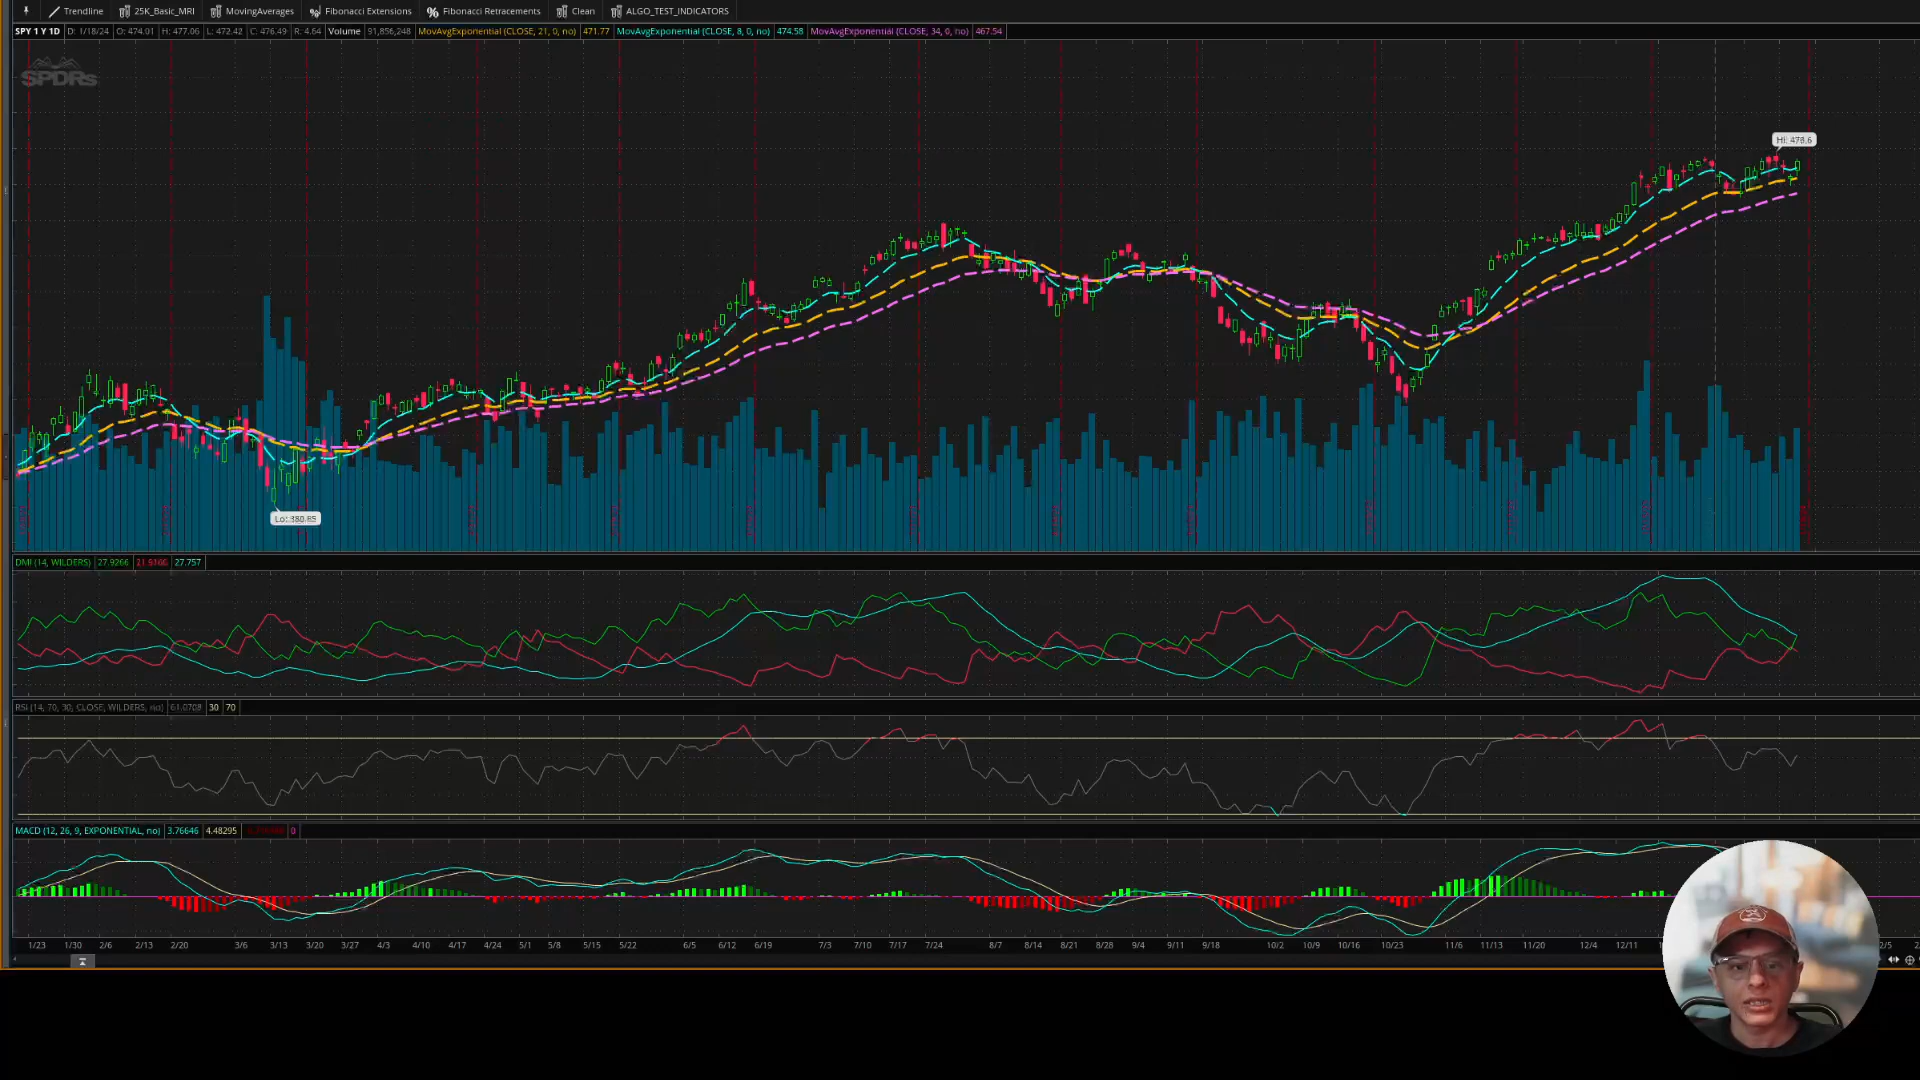 Trendline 25K_Basic_MRI MovingAverages Fibonacci Extensions Fibonacci Retracements Clean ALGO_TEST_INDICATORS
SPY 1 Y 1D D: 1/18/24 O: 474.01 H: 477.06 L: 472.42 C: 476.49 R: 4.64 Volume 91,856,248 MovAvgExponential (CLOSE, 21, 0, no) 471.77 MovAvgExponential (CLOSE, 8, 0, no) 474.58 MovAvgExponential (CLOSE, 34, 0, no) 467.54
SPDRs
Hi: 478.6
Lo: 380.65
DMI (14, WILDERS) 27.9266 27.757
RSI (14, 70, 30, CLOSE, WILDERS, no) 61.0708 30 70
MACD (12, 26, 9, EXPONENTIAL, no) 3.76646 4.48295 0
1/23 1/30 2/6 2/13 2/20 3/6 3/13 3/20 3/27 4/3 4/10 4/17 4/24 5/1 5/8 5/15 5/22 6/5 6/12 6/19 7/3 7/10 7/17 7/24 8/7 8/14 8/21 8/28 9/4 9/11 9/18 10/2 10/9 10/16 10/23 11/6 11/13 11/20 12/4 12/11 2/5